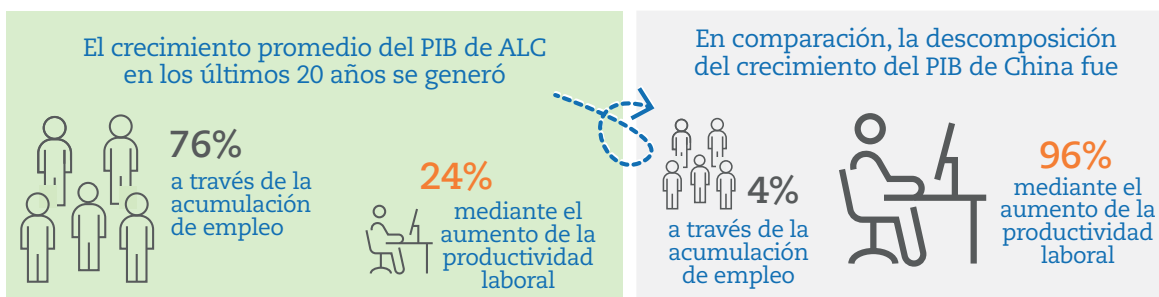 El crecimiento promedio del PIB de ALC
en los últimos 20 años se generó
76%
a través de la
acumulación
de empleo
24%
mediante el
aumento de la
productividad
laboral
En comparación, la descomposición
del crecimiento del PIB de China fue
4%
a través de la
acumulación
de empleo
96%
mediante el
aumento de la
productividad
laboral